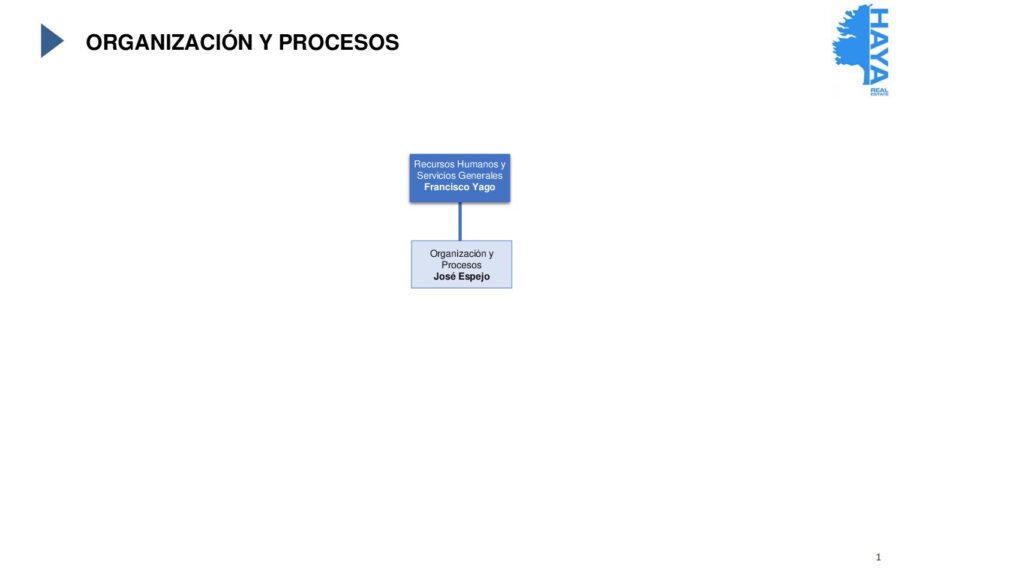 ORGANIZACIÓN Y PROCESOS
HAYA
REAL
ESTATE
Recursos Humanos y
Servicios Generales
Francisco Yago
Organización y
Procesos
José Espejo
1